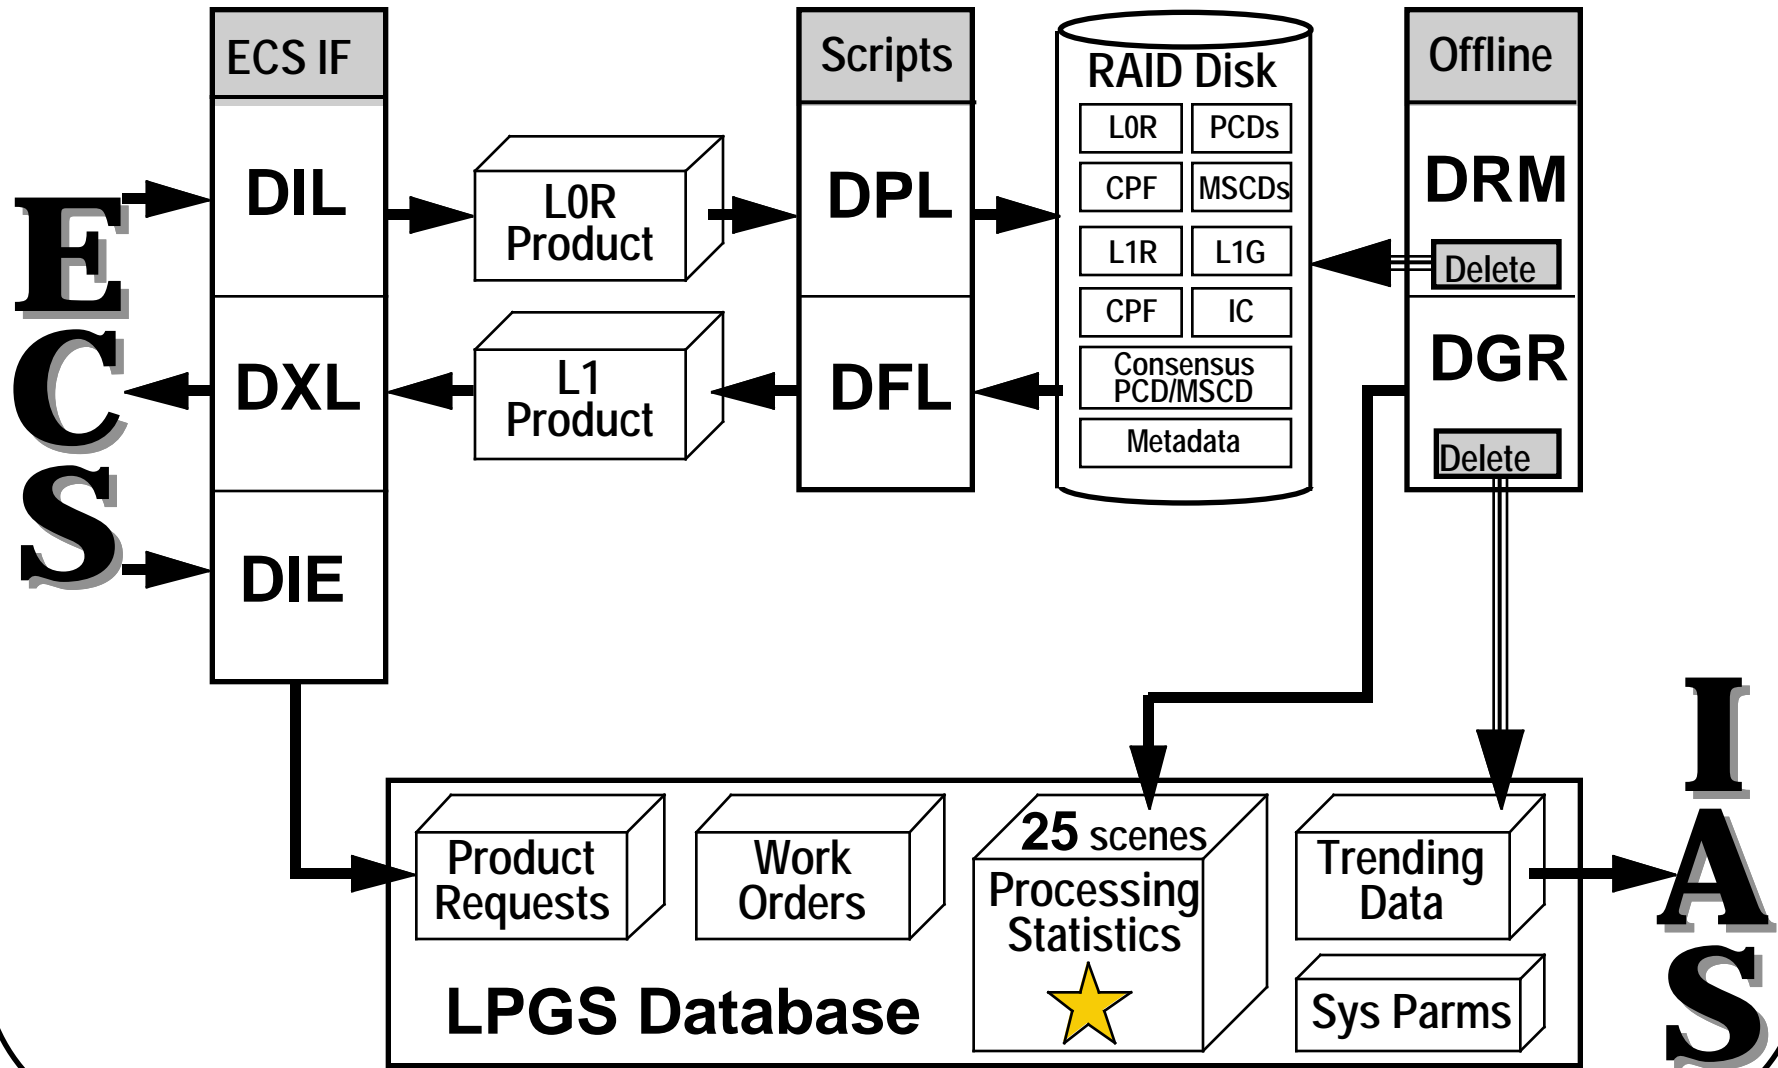 ECS IF
Scripts
RAID Disk
Offline
L0R
PCDs
DIL
L0R
Product
DPL
CPF
MSCDs
DRM
L1R
L1G
Delete
ECS
CPF
IC
DXL
L1
Product
DFL
Consensus
PCD/MSCD
DGR
Metadata
Delete
DIE
25 scenes
Product
Requests
Work
Orders
Processing
Statistics
Trending
Data
IAS
LPGS Database
Sys Parms